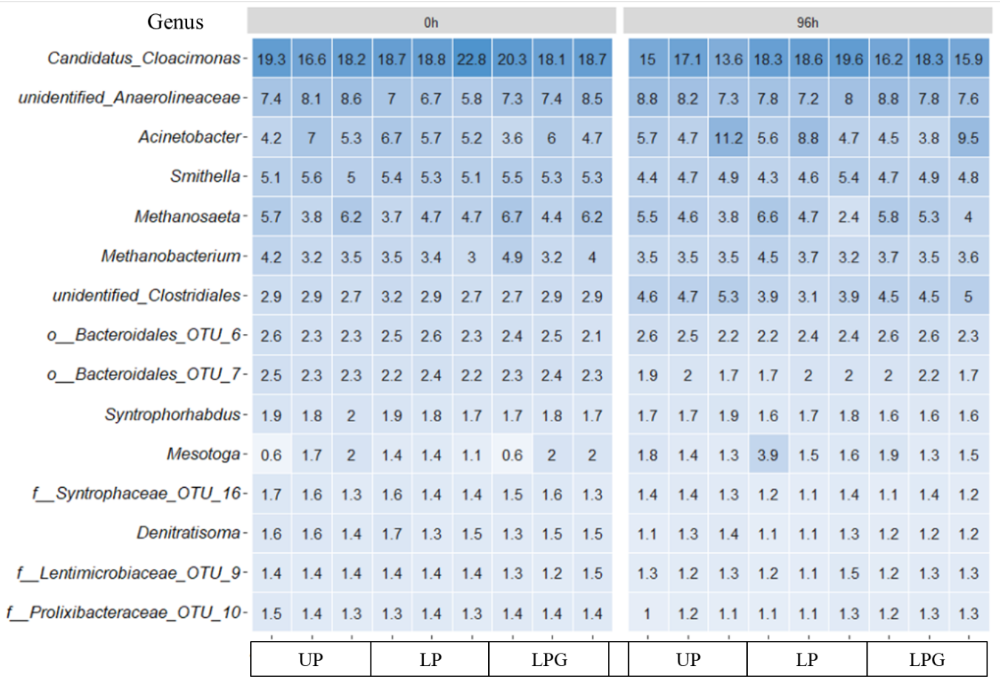 Genus 0h 96h
Candidatus_Cloacimonas 19.3 16.6 18.2 18.7 18.8 22.8 20.3 18.1 18.7 15 17.1 13.6 18.3 18.6 19.6 16.2 18.3 15.9
unidentified_Anaerolineaceae 7.4 8.1 8.6 7 6.7 5.8 7.3 7.4 8.5 8.8 8.2 7.3 7.8 7.2 8 8.8 7.8 7.6
Acinetobacter 4.2 7 5.3 6.7 5.7 5.2 3.6 6 4.7 5.7 4.7 11.2 5.6 8.8 4.7 4.5 3.8 9.5
Smithella 5.1 5.6 5 5.4 5.3 5.1 5.5 5.3 5.3 4.4 4.7 4.9 4.3 4.6 5.4 4.7 4.9 4.8
Methanosaeta 5.7 3.8 6.2 3.7 4.7 4.7 6.7 4.4 6.2 5.5 4.6 3.8 6.6 4.7 2.4 5.8 5.3 4
Methanobacterium 4.2 3.2 3.5 3.5 3.4 3 4.9 3.2 4 3.5 3.5 3.5 4.5 3.7 3.2 3.7 3.5 3.6
unidentified_Clostridiales 2.9 2.9 2.7 3.2 2.9 2.7 2.7 2.9 2.9 4.6 4.7 5.3 3.9 3.1 3.9 4.5 4.5 5
o__Bacteroidales_OTU_6 2.6 2.3 2.3 2.5 2.6 2.3 2.4 2.5 2.1 2.6 2.5 2.2 2.2 2.4 2.4 2.6 2.6 2.3
o__Bacteroidales_OTU_7 2.5 2.3 2.3 2.2 2.4 2.2 2.3 2.4 2.3 1.9 2 1.7 1.7 2 2 2 2.2 1.7
Syntrophorhabdus 1.9 1.8 2 1.9 1.8 1.7 1.7 1.8 1.7 1.7 1.7 1.9 1.6 1.7 1.8 1.6 1.6 1.6
Mesotoga 0.6 1.7 2 1.4 1.4 1.1 0.6 2 2 1.8 1.4 1.3 3.9 1.5 1.6 1.9 1.3 1.5
f__Syntrophaceae_OTU_16 1.7 1.6 1.3 1.6 1.4 1.4 1.5 1.6 1.3 1.4 1.4 1.3 1.2 1.1 1.4 1.1 1.4 1.2
Denitratisoma 1.6 1.6 1.4 1.7 1.3 1.5 1.3 1.5 1.5 1.1 1.3 1.4 1.1 1.1 1.3 1.2 1.2 1.2
f__Lentimicrobiaceae_OTU_9 1.4 1.4 1.4 1.4 1.4 1.4 1.3 1.2 1.5 1.3 1.2 1.3 1.2 1.1 1.5 1.2 1.3 1.3
f__Prolixibacteraceae_OTU_10 1.5 1.4 1.3 1.3 1.4 1.3 1.4 1.4 1.4 1 1.2 1.1 1.1 1.1 1.3 1.2 1.3 1.3
UP LP LPG UP LP LPG